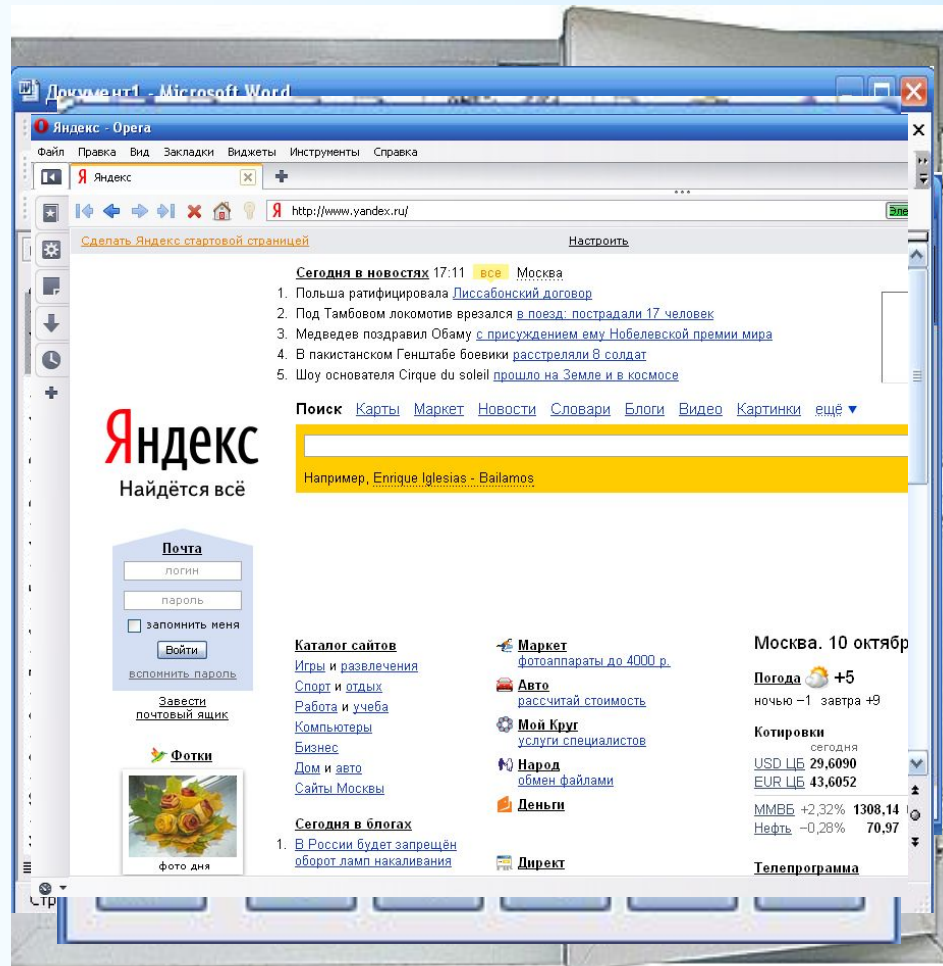 Документ1 - Microsoft Word
Яндекс - Opera
Файл Правка Вид Закладки Виджеты Инструменты Справка
Я Яндекс
Я http://www.yandex.ru/
Сделать Яндекс стартовой страницей Настроить
Сегодня в новостях 17:11 все Москва
1. Польша ратифицировала Лиссабонский договор
2. Под Тамбовом локомотив врезался в поезд: пострадали 17 человек
3. Медведев поздравил Обаму с присуждением ему Нобелевской премии мира
4. В пакистанском Генштабе боевики расстреляли 8 солдат
5. Шоу основателя Cirque du soleil прошло на Земле и в космосе
Поиск Карты Маркет Новости Словари Блоги Видео Картинки ещё
Яндекс
Найдётся всё
Например, Enrique Iglesias - Bailamos
Почта
логин
пароль
запомнить меня
Войти
вспомнить пароль
Завести
почтовый ящик
Фотки
фото дня
Каталог сайтов
Игры и развлечения
Спорт и отдых
Работа и учеба
Компьютеры
Бизнес
Дом и авто
Сайты Москвы
Сегодня в блогах
1. В России будет запрещён
оборот ламп накаливания
Маркет
фотоаппараты до 4000 р.
Авто
рассчитай стоимость
Мой Круг
услуги специалистов
Народ
обмен файлами
Деньги
Директ
Москва. 10 октябр
Погода +5
ночью −1 завтра +9
Котировки
сегодня
USD ЦБ 29,6090
EUR ЦБ 43,6052
ММВБ +2,32% 1308,14
Нефть −0,28% 70,97
Телепрограмма
Стр